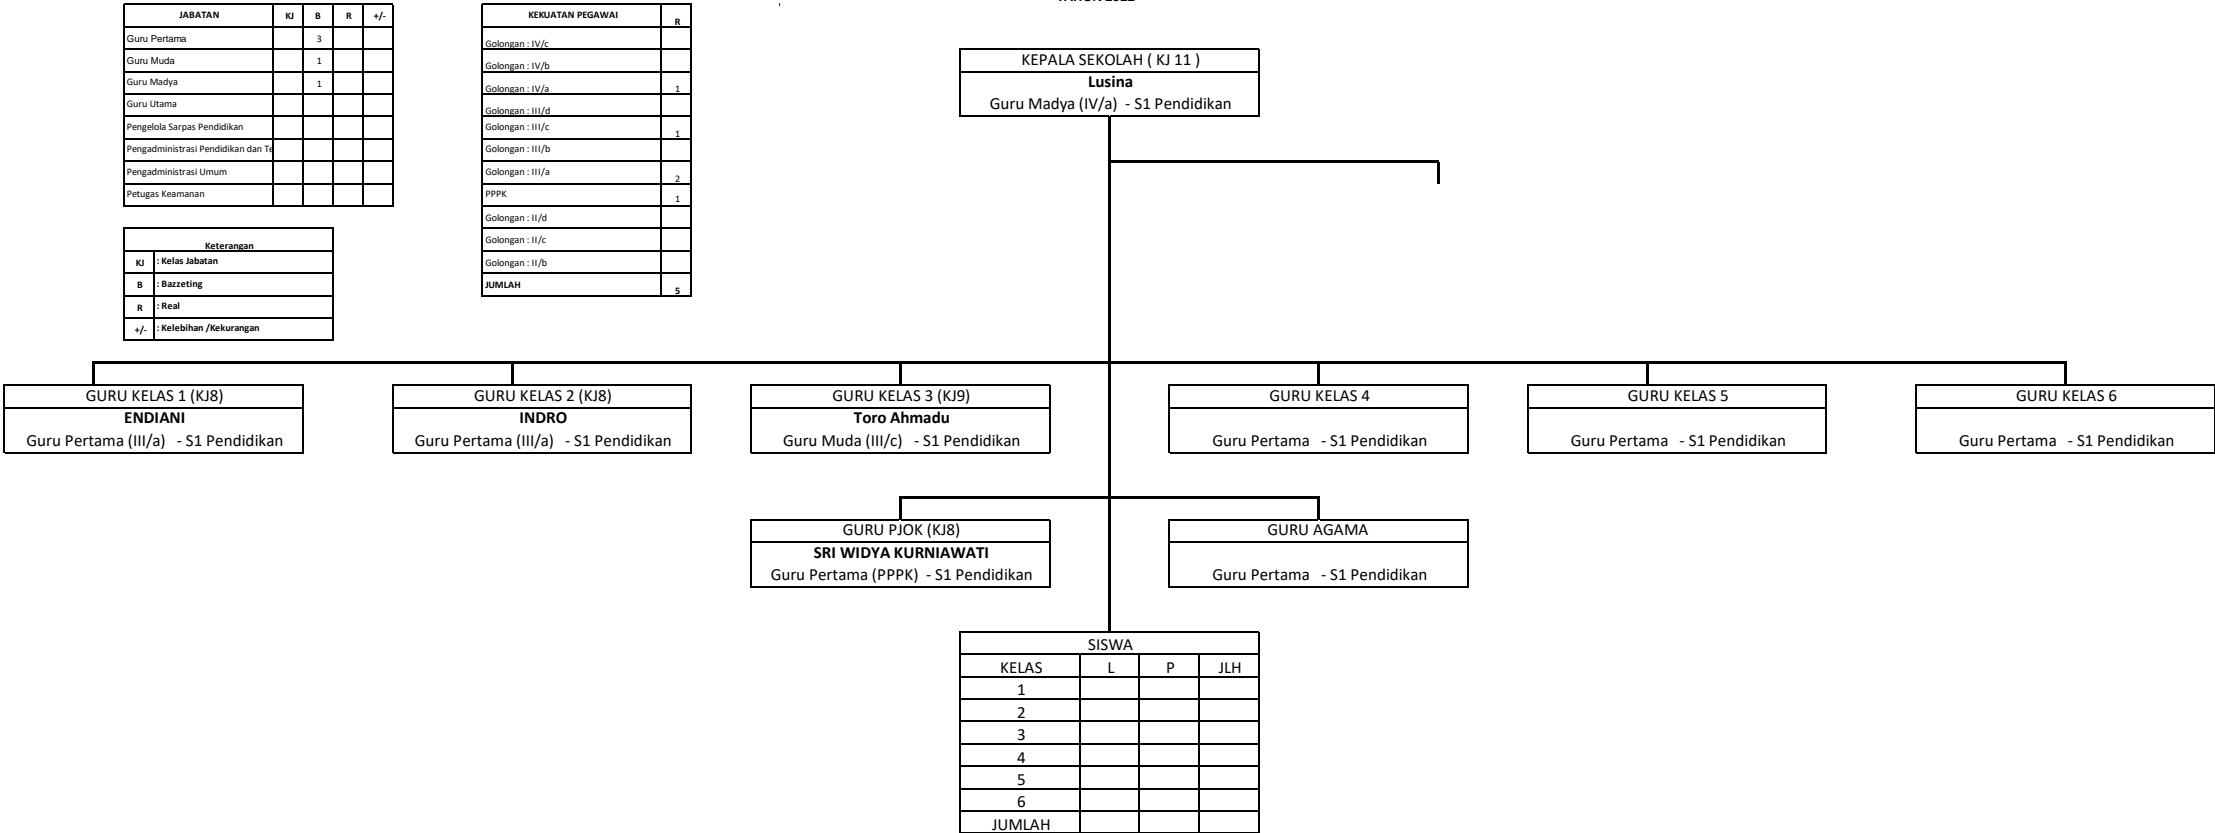 TAHUN 2022
JABATAN KJ B R +/-
Guru Pertama 3
Guru Muda 1
Guru Madya 1
Guru Utama
Pengelola Sarpas Pendidikan
Pengadministrasi Pendidikan dan Te
Pengadministrasi Umum
Petugas Keamanan
Keterangan
KJ : Kelas Jabatan
B : Bazzeting
R : Real
+/- : Kelebihan /Kekurangan
KEKUATAN PEGAWAI R
Golongan : IV/c
Golongan : IV/b
Golongan : IV/a 1
Golongan : III/d
Golongan : III/c 1
Golongan : III/b
Golongan : III/a 2
PPPK 1
Golongan : II/d
Golongan : II/c
Golongan : II/b
JUMLAH 5
KEPALA SEKOLAH ( KJ 11 )
Lusina
Guru Madya (IV/a) - S1 Pendidikan
GURU KELAS 1 (KJ8)
ENDIANI
Guru Pertama (III/a) - S1 Pendidikan
GURU KELAS 2 (KJ8)
INDRO
Guru Pertama (III/a) - S1 Pendidikan
GURU KELAS 3 (KJ9)
Toro Ahmadu
Guru Muda (III/c) - S1 Pendidikan
GURU KELAS 4
Guru Pertama - S1 Pendidikan
GURU KELAS 5
Guru Pertama - S1 Pendidikan
GURU KELAS 6
Guru Pertama - S1 Pendidikan
GURU PJOK (KJ8)
SRI WIDYA KURNIAWATI
Guru Pertama (PPPK) - S1 Pendidikan
GURU AGAMA
Guru Pertama - S1 Pendidikan
SISWA
KELAS L P JLH
1
2
3
4
5
6
JUMLAH